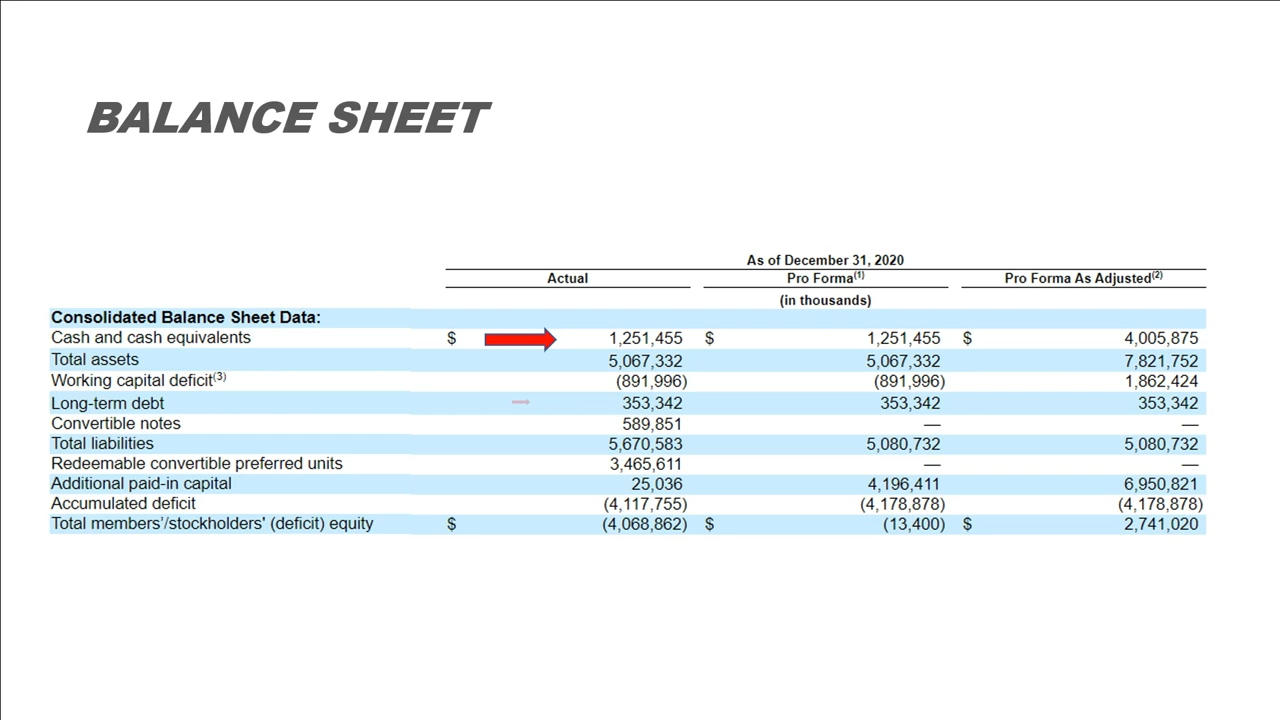 BALANCE SHEET
As of December 31, 2020
Actual Pro Forma(1) Pro Forma As Adjusted(2)
(in thousands)
Consolidated Balance Sheet Data:
Cash and cash equivalents $ 1,251,455 $ 1,251,455 $ 4,005,875
Total assets 5,067,332 5,067,332 7,821,752
Working capital deficit(3) (891,996) (891,996) 1,862,424
Long-term debt 353,342 353,342 353,342
Convertible notes 589,851 — —
Total liabilities 5,670,583 5,080,732 5,080,732
Redeemable convertible preferred units 3,465,611 — —
Additional paid-in capital 25,036 4,196,411 6,950,821
Accumulated deficit (4,117,755) (4,178,878) (4,178,878)
Total members’/stockholders' (deficit) equity $ (4,068,862) $ (13,400) $ 2,741,020